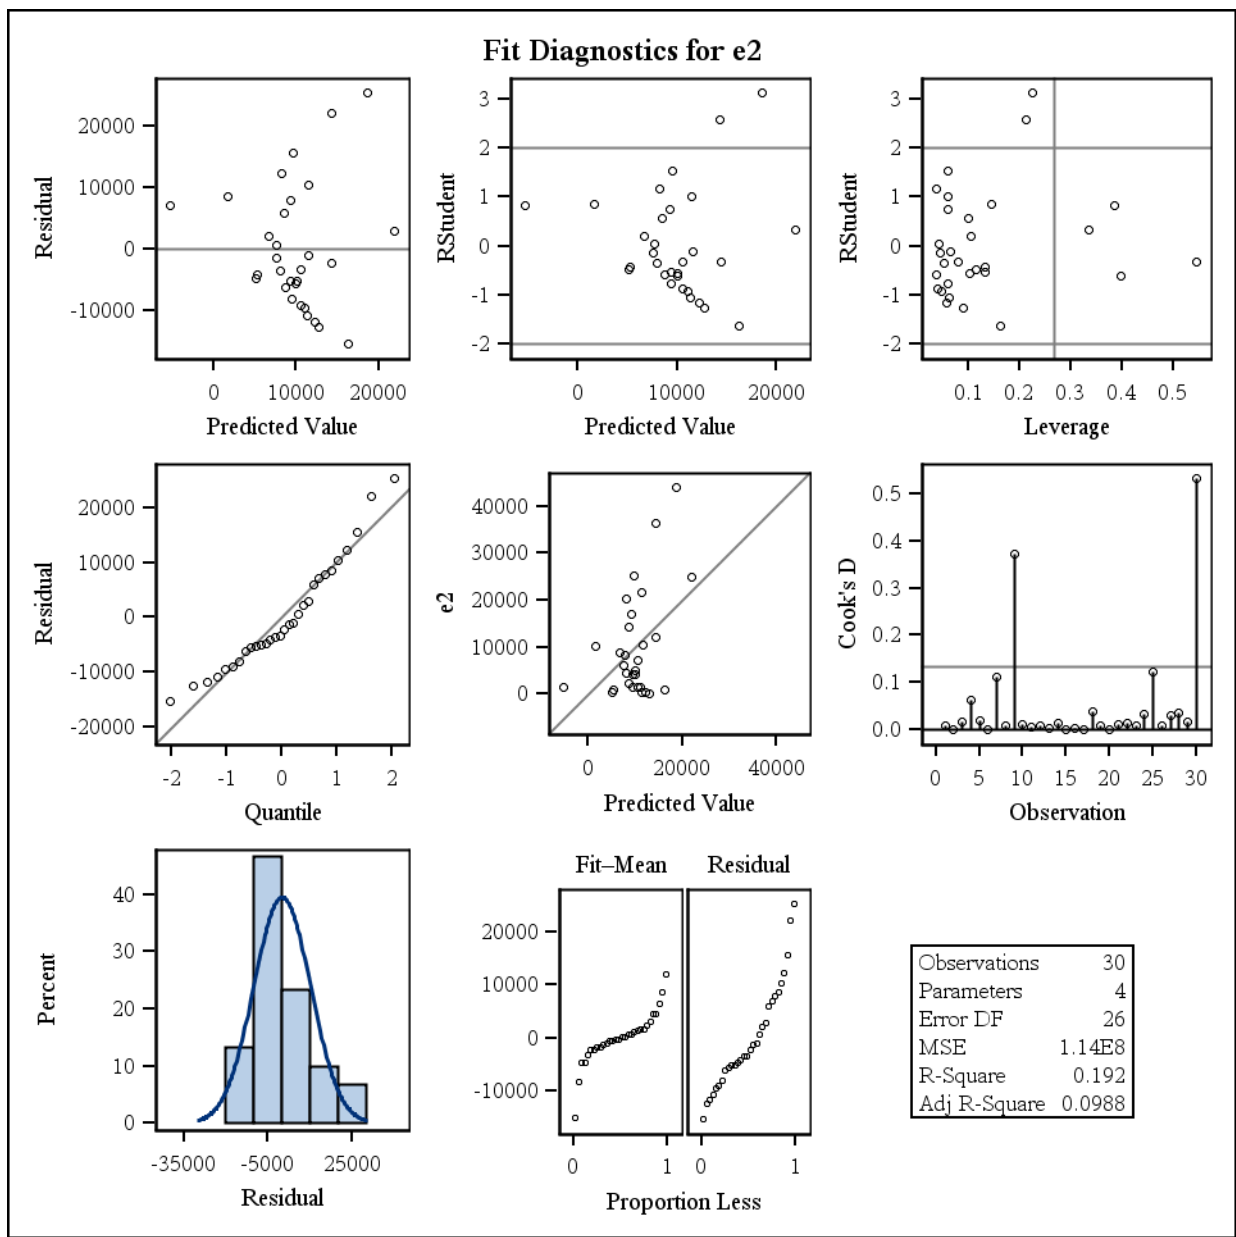 Fit Diagnostics for e2
Residual
20000
10000
0
-10000
0 10000 20000
Predicted Value
RStudent
3
2
1
0
-1
-2
0 10000 20000
Predicted Value
RStudent
3
2
1
0
-1
-2
0.1 0.2 0.3 0.4 0.5
Leverage
Residual
20000
10000
0
-10000
-20000
-2 -1 0 1 2
Quantile
e2
40000
30000
20000
10000
0
0 20000 40000
Predicted Value
Cook's D
0.5
0.4
0.3
0.2
0.1
0.0
0 5 10 15 20 25 30
Observation
Percent
40
30
20
10
0
-35000 -5000 25000
Residual
Fit–Mean Residual
20000
10000
0
-10000
0 1 0 1
Proportion Less
Observations 30
Parameters 4
Error DF 26
MSE 1.14E8
R-Square 0.192
Adj R-Square 0.0988